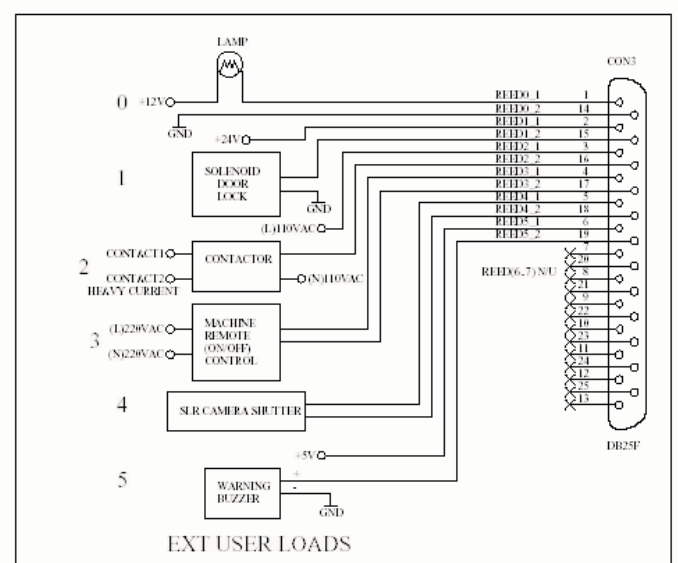 LAMP
CON3
0 +12V
GND
REED0_1 1
REED0_2 14
REED1_1 2
REED1_2 15
REED2_1 3
REED2_2 16
REED3_1 4
REED3_2 17
REED4_1 5
REED4_2 18
REED5_1 6
REED5_2 19
+24V
1
SOLENOID
DOOR
LOCK
GND
(L)110VAC
2
CONTACT1
CONTACT2
HEAVY CURRENT
CONTACTOR
(N)110VAC
7
20
REED(6_7) N/U 8
21
9
22
10
23
11
24
12
25
13
3
(L)220VAC
(N)220VAC
MACHINE
REMOTE
(ON/OFF)
CONTROL
4
SLR CAMERA SHUTTER
DB25F
+5V
5
WARNING
BUZZER
+
-
GND
EXT USER LOADS